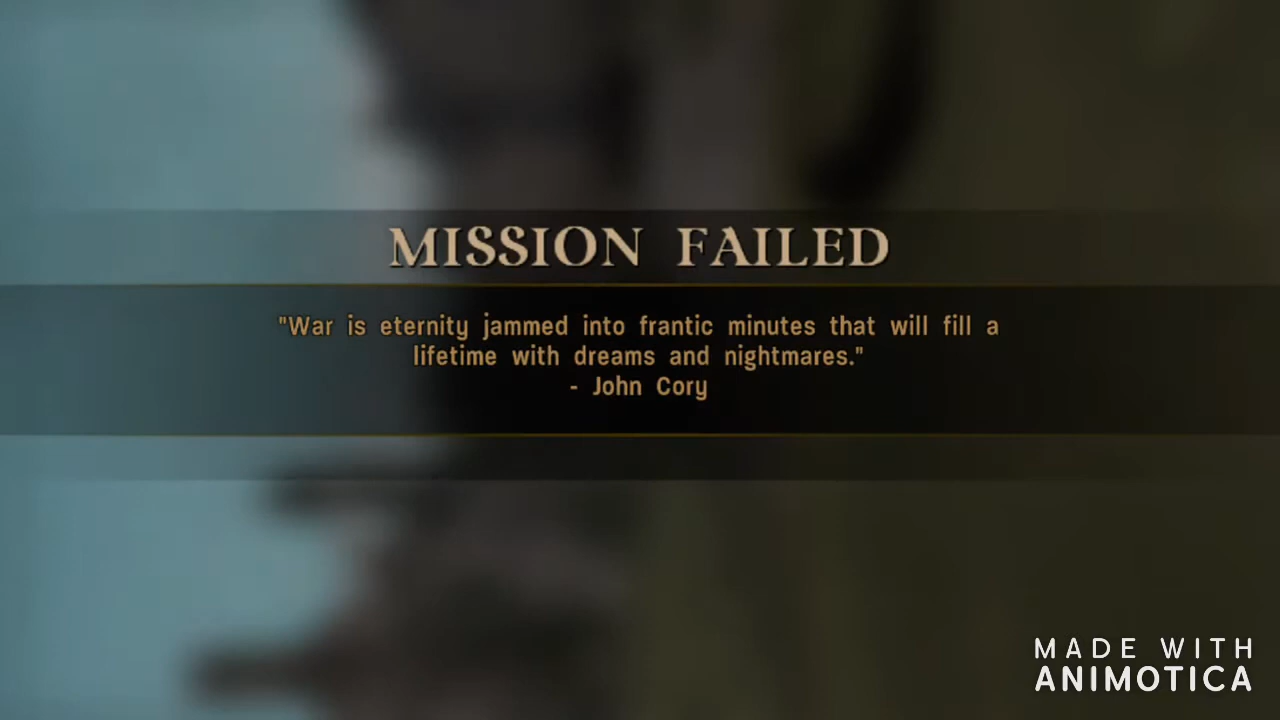 MISSION FAILED
"War is eternity jammed into frantic minutes that will fill a
lifetime with dreams and nightmares."
- John Cory
MADE WITH
ANIMOTICA